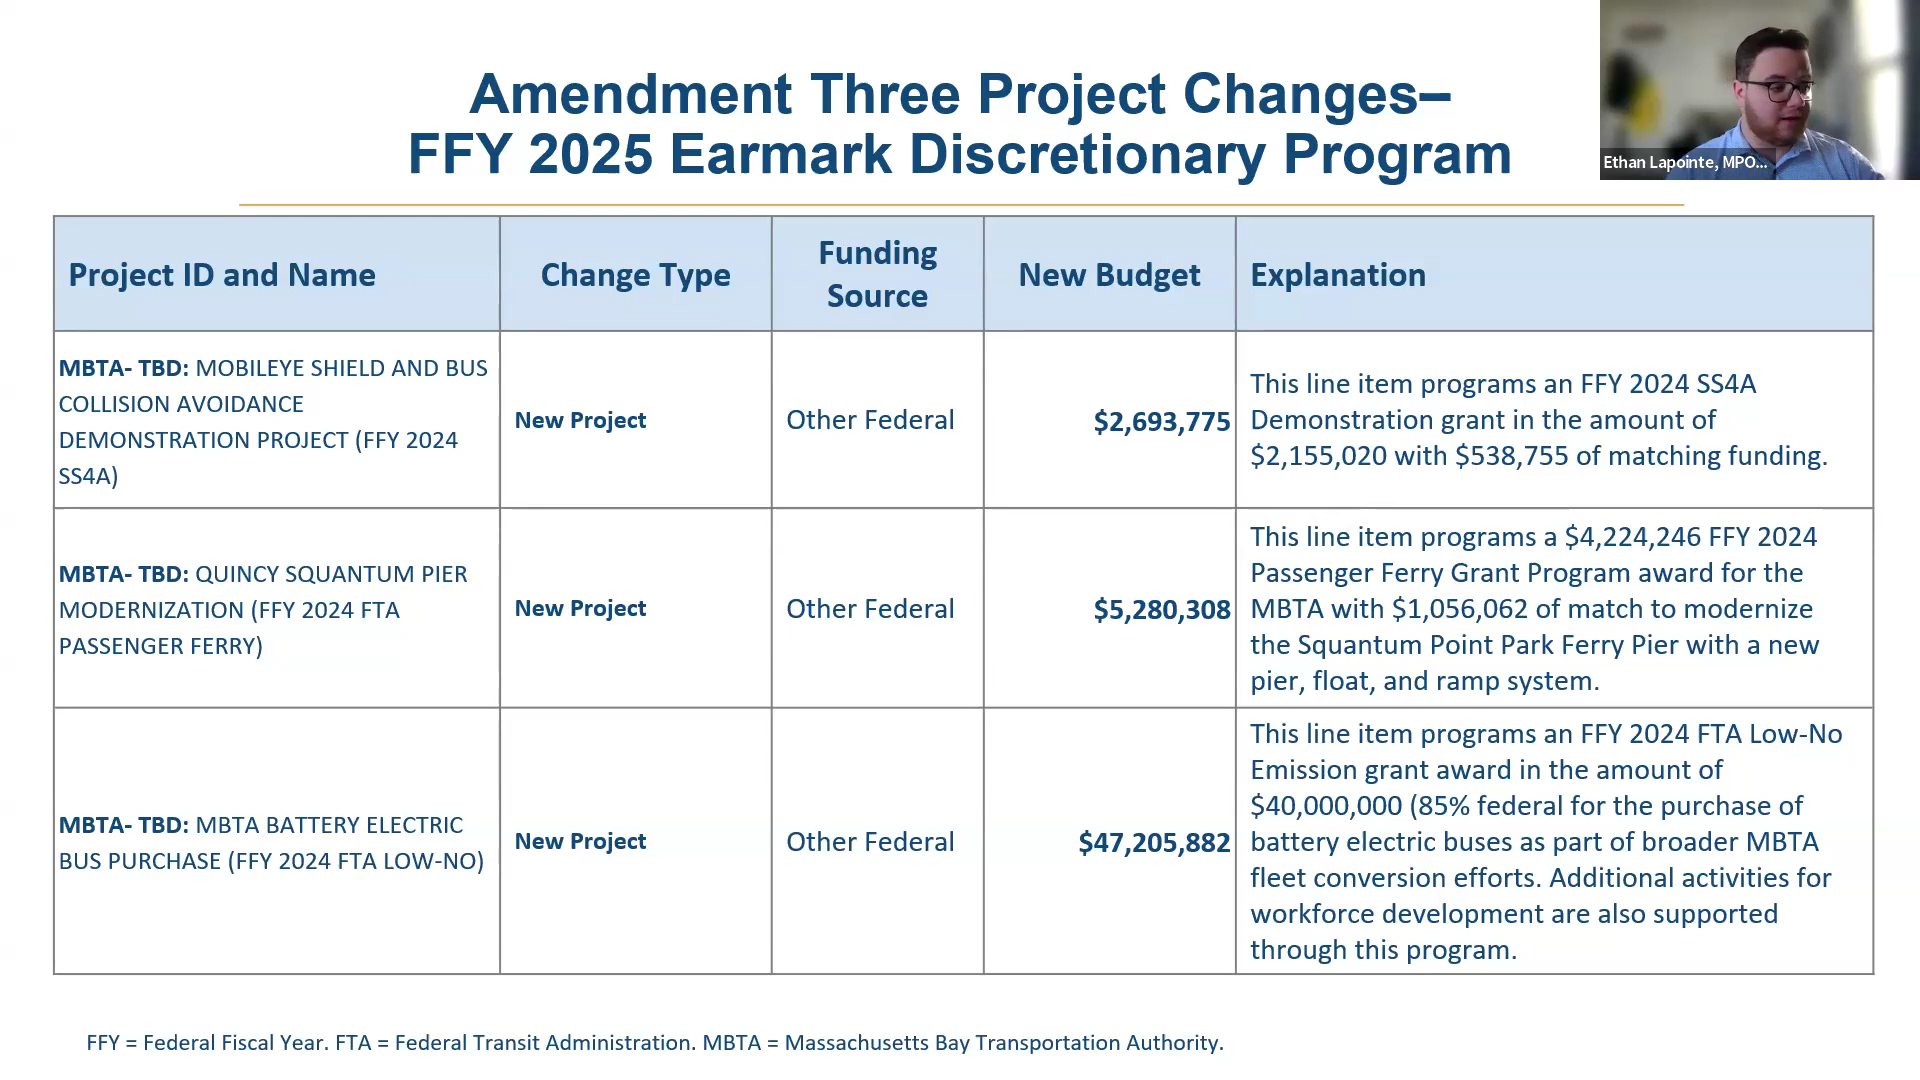 Amendment Three Project Changes–
FFY 2025 Earmark Discretionary Program
Ethan Lapointe, MPO...
Project ID and Name
Change Type
Funding
Source
New Budget
Explanation
MBTA- TBD: MOBILEYE SHIELD AND BUS
COLLISION AVOIDANCE
DEMONSTRATION PROJECT (FFY 2024
SS4A)
New Project
Other Federal
$2,693,775
This line item programs an FFY 2024 SS4A
Demonstration grant in the amount of
$2,155,020 with $538,755 of matching funding.
MBTA- TBD: QUINCY SQUANTUM PIER
MODERNIZATION (FFY 2024 FTA
PASSENGER FERRY)
New Project
Other Federal
$5,280,308
This line item programs a $4,224,246 FFY 2024
Passenger Ferry Grant Program award for the
MBTA with $1,056,062 of match to modernize
the Squantum Point Park Ferry Pier with a new
pier, float, and ramp system.
MBTA- TBD: MBTA BATTERY ELECTRIC
BUS PURCHASE (FFY 2024 FTA LOW-NO)
New Project
Other Federal
$47,205,882
This line item programs an FFY 2024 FTA Low-No
Emission grant award in the amount of
$40,000,000 (85% federal for the purchase of
battery electric buses as part of broader MBTA
fleet conversion efforts. Additional activities for
workforce development are also supported
through this program.
FFY = Federal Fiscal Year. FTA = Federal Transit Administration. MBTA = Massachusetts Bay Transportation Authority.